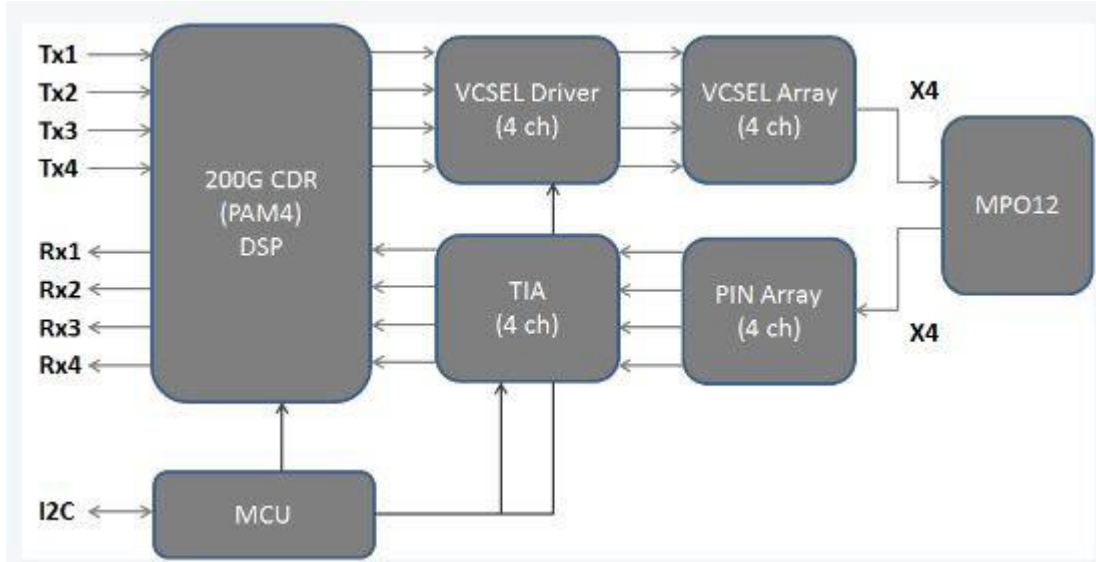 Tx1
Tx2
Tx3
Tx4
200G CDR
(PAM4)
DSP
VCSEL Driver
(4 ch)
VCSEL Array
(4 ch)
X4
MPO12
Rx1
Rx2
Rx3
Rx4
TIA
(4 ch)
PIN Array
(4 ch)
X4
I2C
MCU